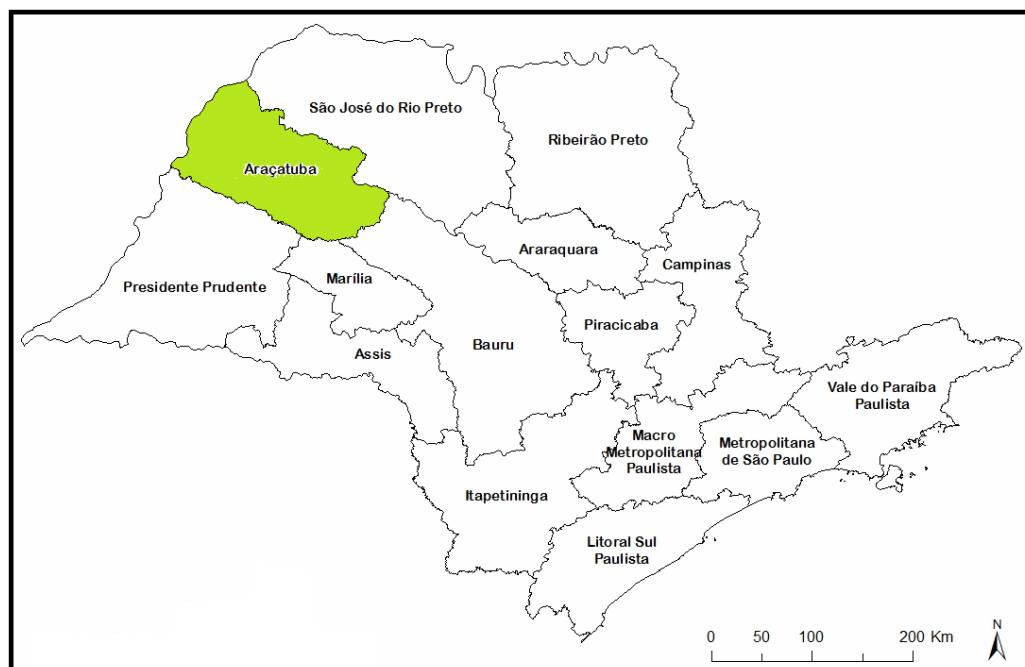 São José do Rio Preto
Ribeirão Preto
Araçatuba
Araraquara
Campinas
Presidente Prudente
Marília
Piracicaba
Bauru
Assis
Vale do Paraíba
Paulista
Macro
Metropolitana
Paulista
Metropolitana
de São Paulo
Itapetininga
Litoral Sul
Paulista
N
0 50 100 200 Km